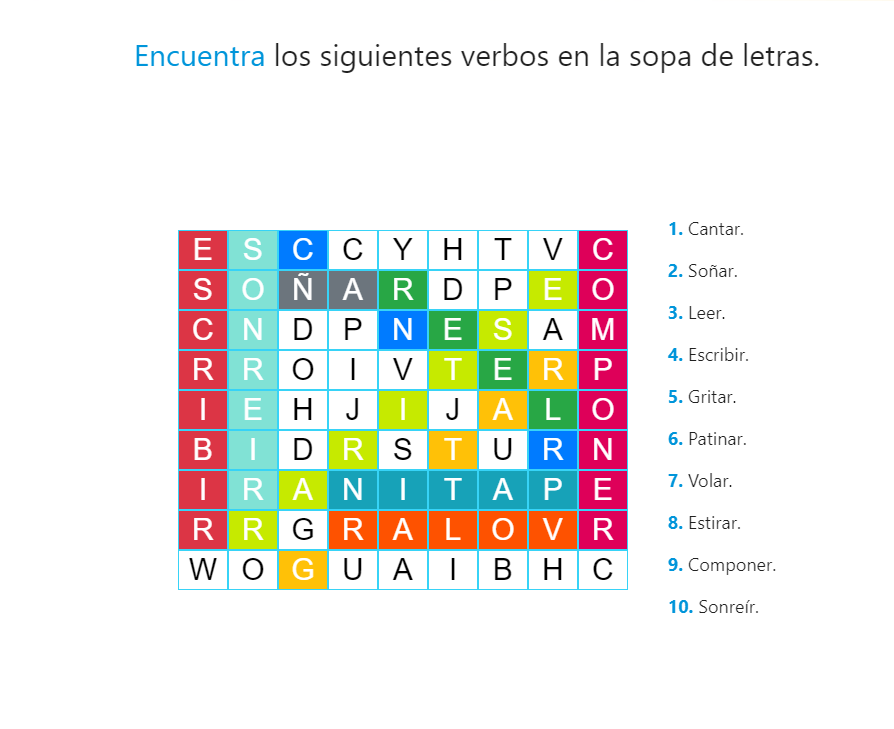 Encuentra los siguientes verbos en la sopa de letras.
E S C C Y H T V C
S O Ñ A R D P E O
C N D P N E S A M
R R O I V T E R P
I E H J I J A L O
B I D R S T U R N
I R A N I T A P E
R R G R A L O V R
W O G U A I B H C
1. Cantar.
2. Soñar.
3. Leer.
4. Escribir.
5. Gritar.
6. Patinar.
7. Volar.
8. Estirar.
9. Componer.
10. Sonreír.